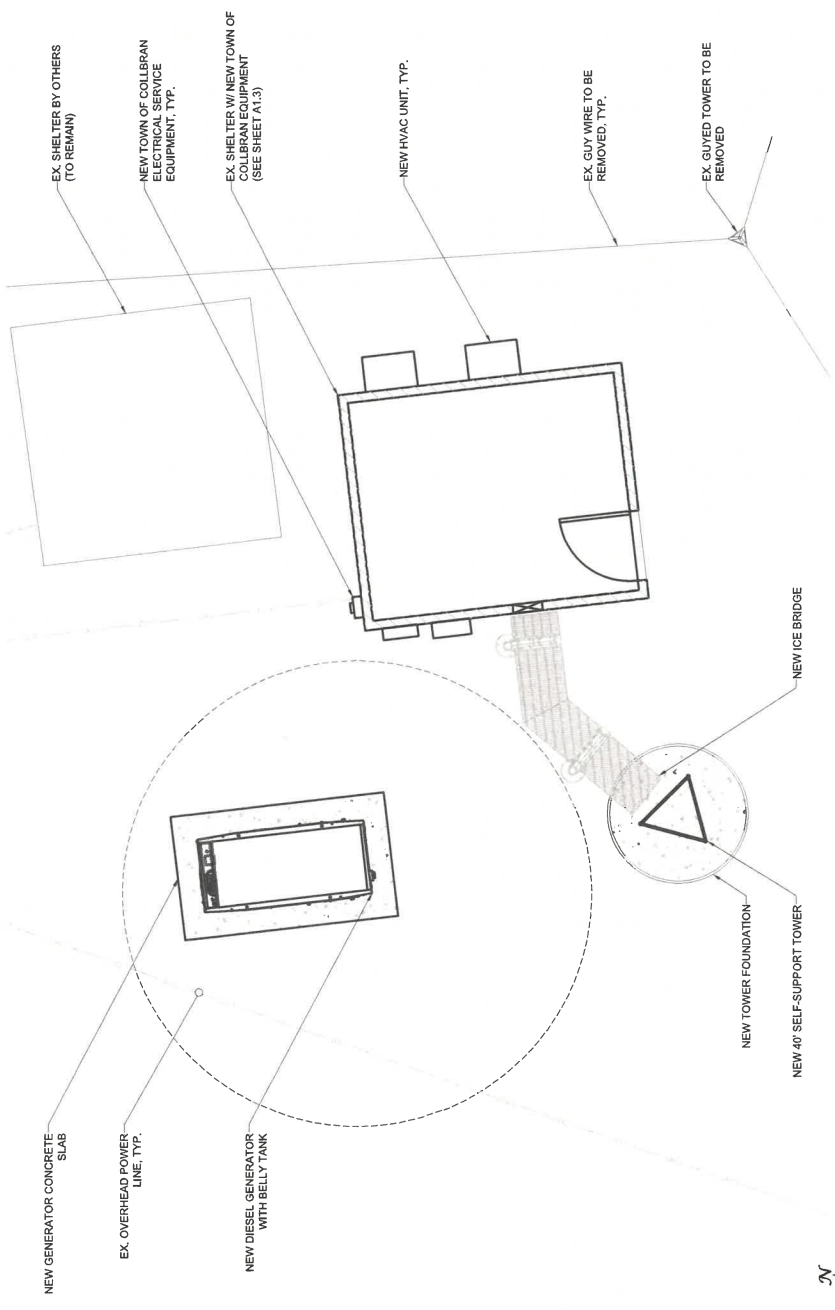 EX. SHELTER BY OTHERS
(TO REMAIN)
NEW TOWN OF COLLBRAN
ELECTRICAL SERVICE
EQUIPMENT, TYP.
EX. SHELTER W/ NEW TOWN OF
COLLBRAN EQUIPMENT
(SEE SHEET A1.3)
NEW HVAC UNIT, TYP.
EX. GUY WIRE TO BE
REMOVED, TYP.
EX. GUYED TOWER TO BE
REMOVED
NEW ICE BRIDGE
NEW GENERATOR CONCRETE
SLAB
EX. OVERHEAD POWER
LINE, TYP.
NEW DIESEL GENERATOR
WITH BELLY TANK
NEW TOWER FOUNDATION
NEW 40' SELF-SUPPORT TOWER
N